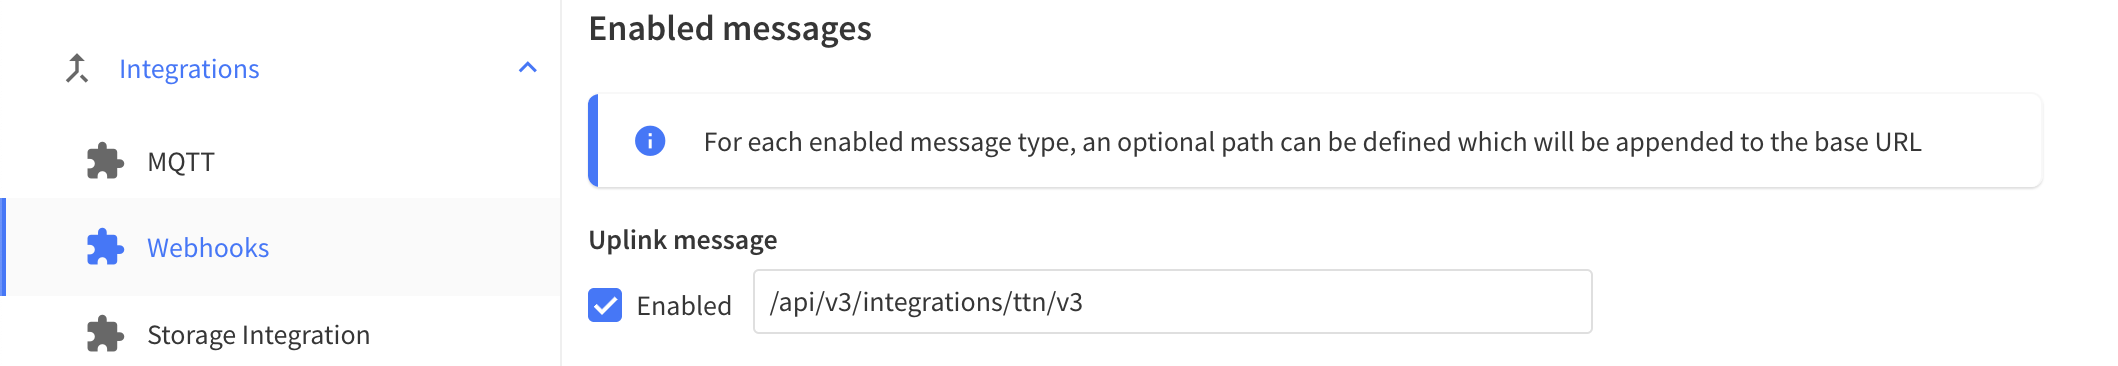 Integrations
MQTT
Webhooks
Storage Integration
Enabled messages
For each enabled message type, an optional path can be defined which will be appended to the base URL
Uplink message
Enabled
/api/v3/integrations/ttn/v3